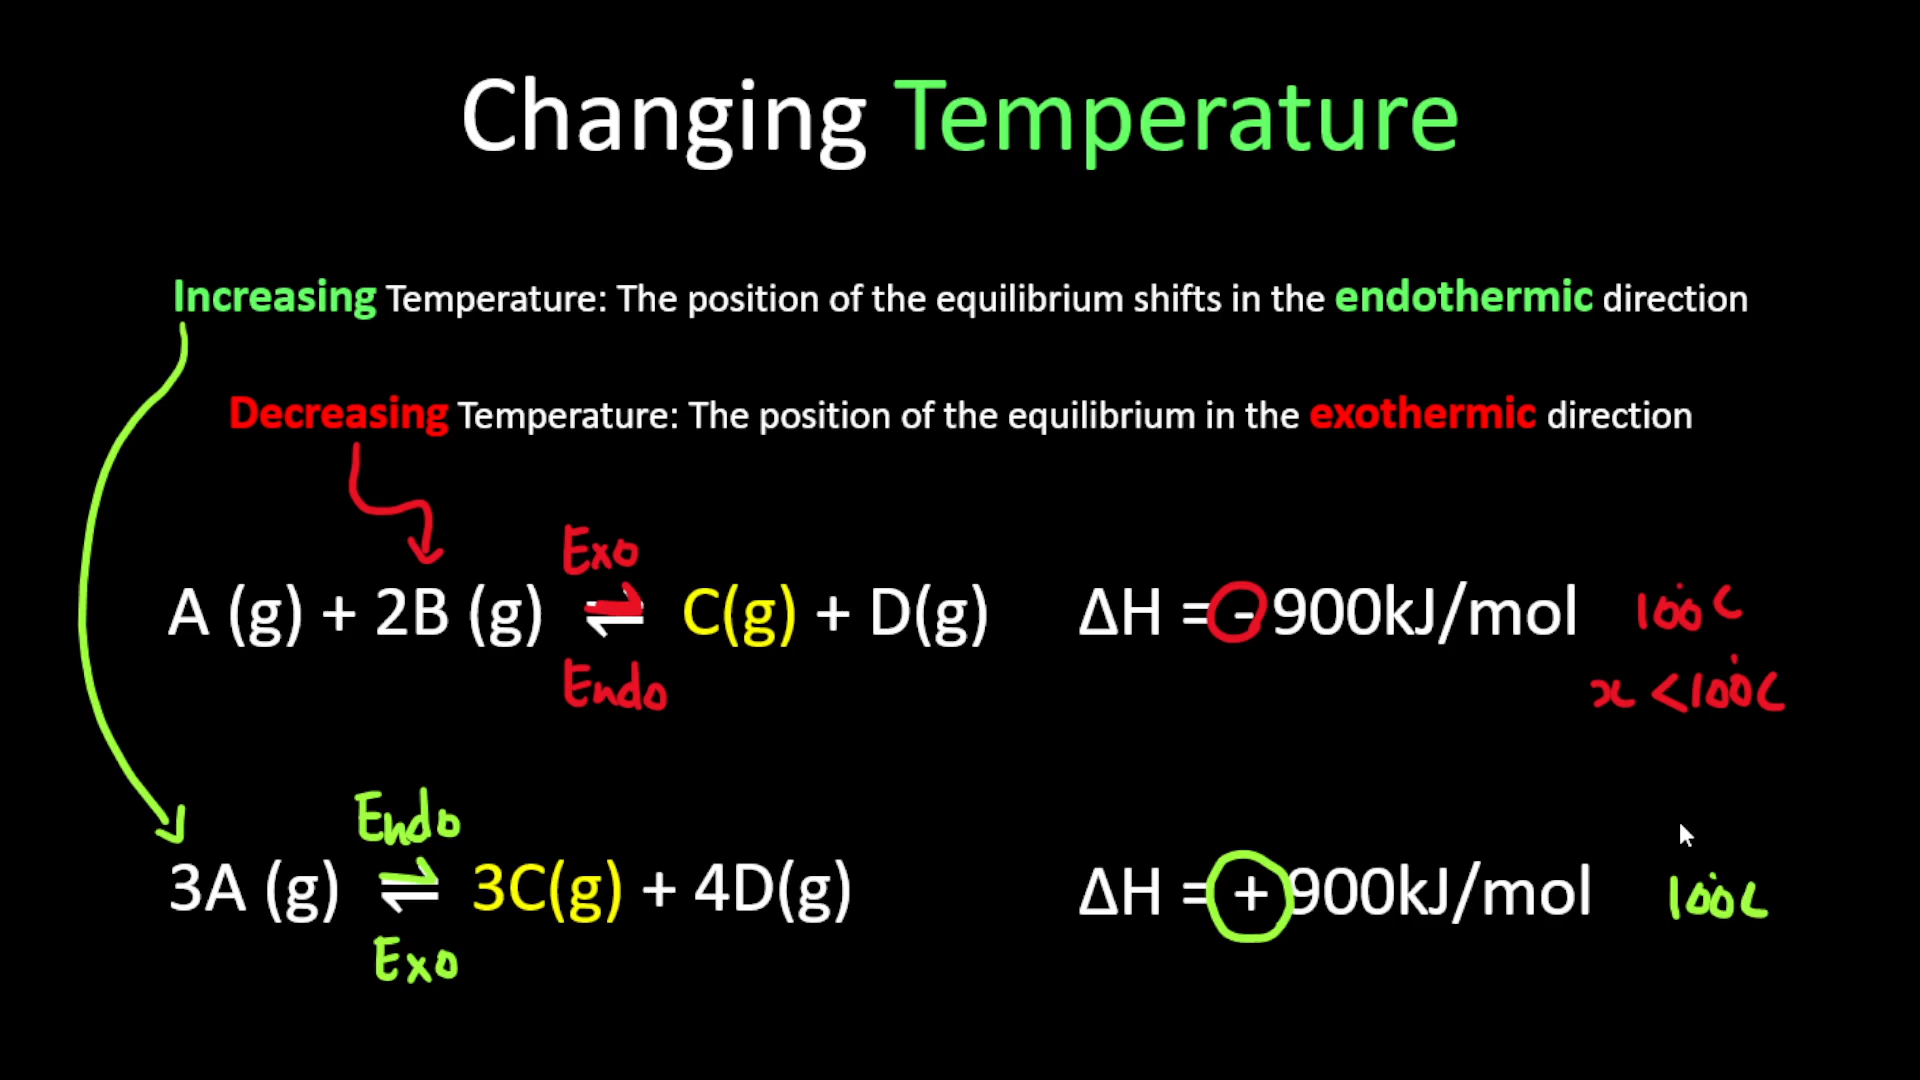 Changing Temperature
Increasing Temperature: The position of the equilibrium shifts in the endothermic direction
Decreasing Temperature: The position of the equilibrium in the exothermic direction
Exo
A (g) + 2B (g) ⇌ C(g) + D(g) ΔH = -900kJ/mol 100°C
Endo x <100°C
Endo
3A (g) ⇌ 3C(g) + 4D(g) ΔH = +900kJ/mol 100°C
Exo